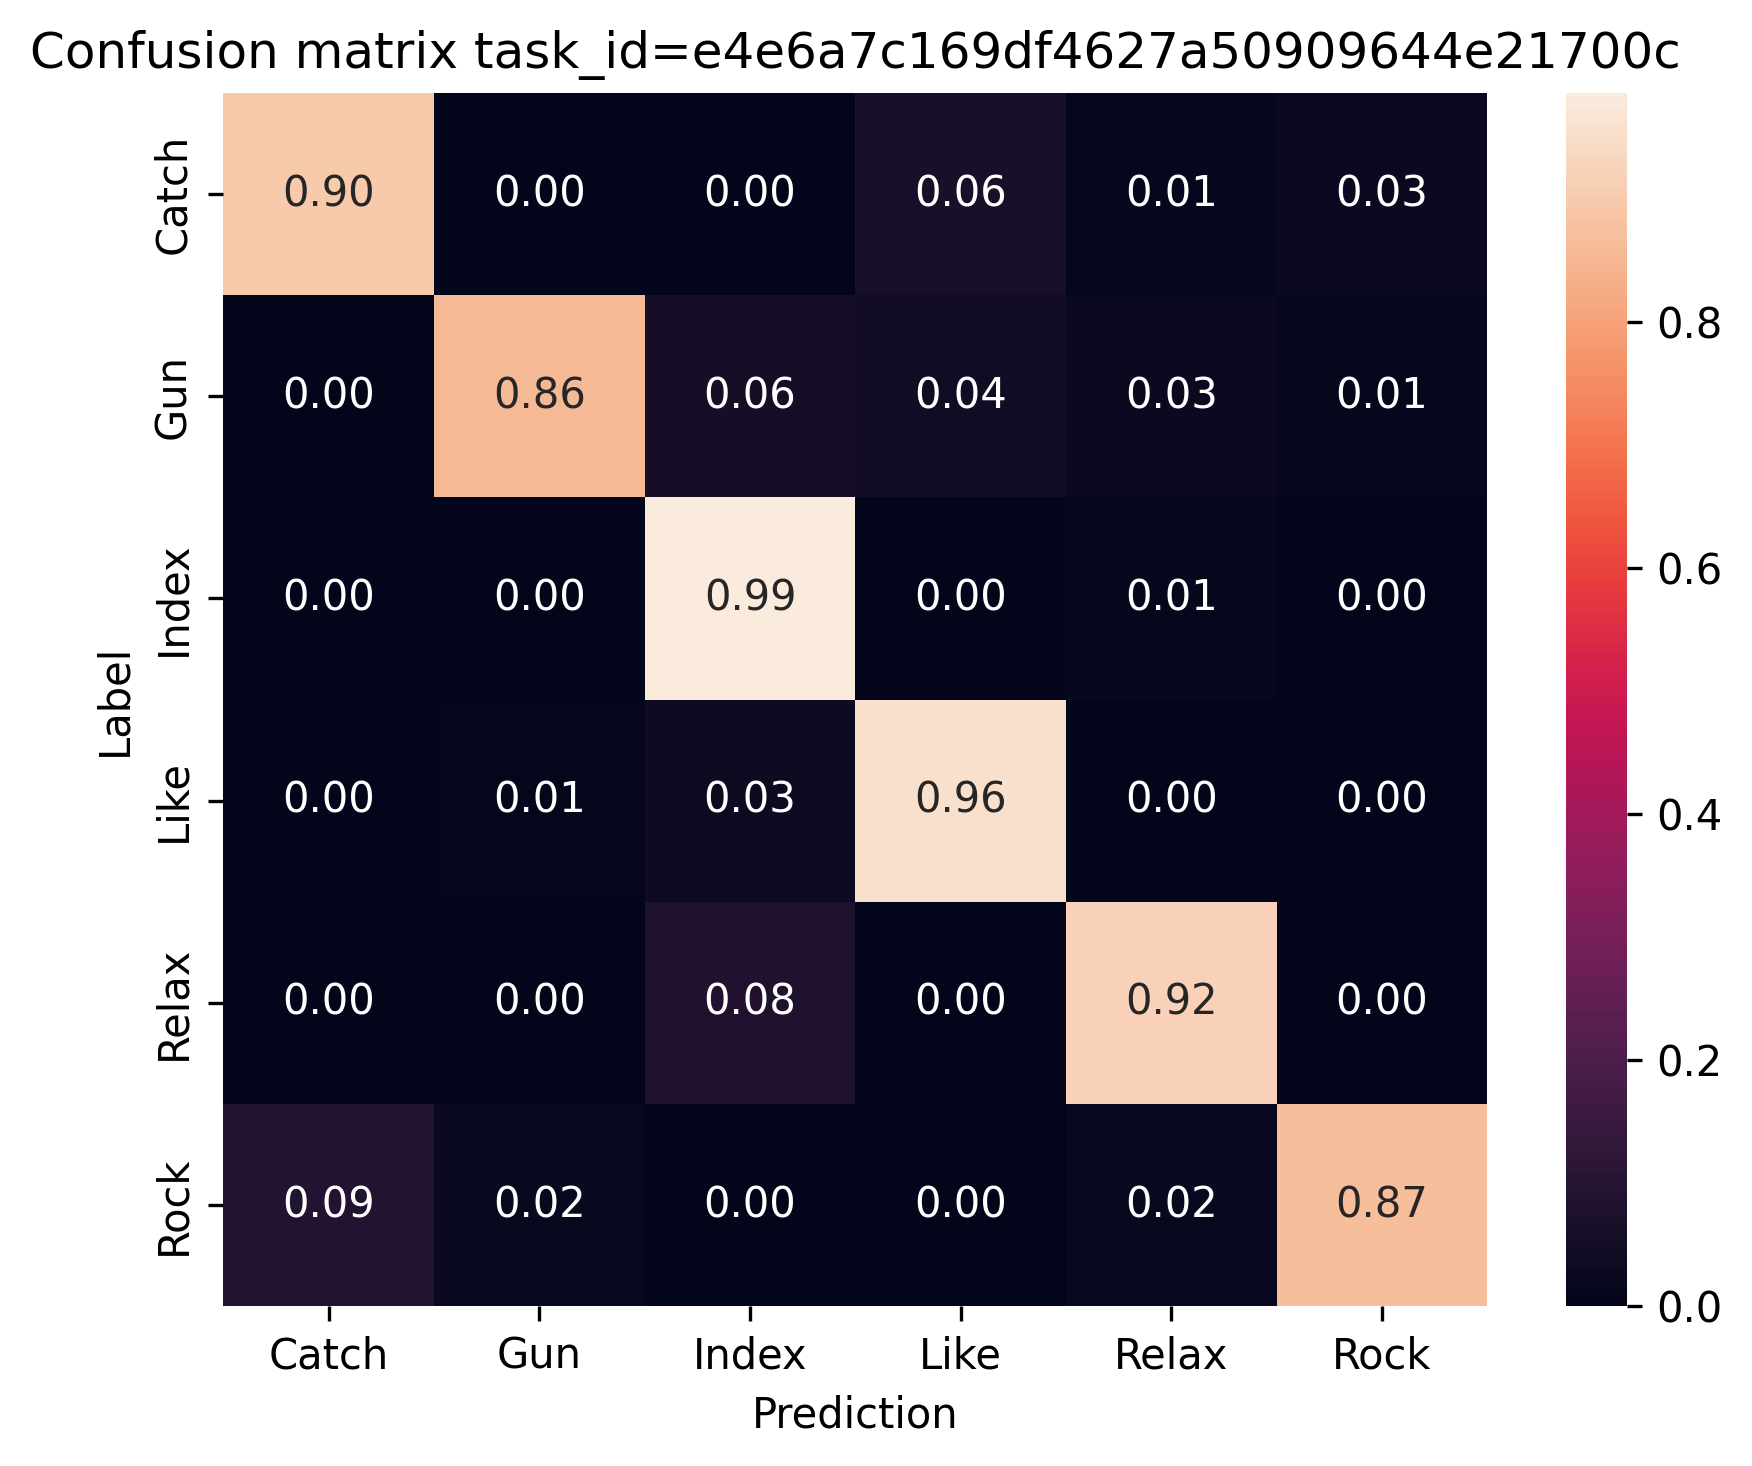 Confusion matrix task_id=e4e6a7c169df4627a50909644e21700c
Catch 0.90 0.00 0.00 0.06 0.01 0.03
Gun 0.00 0.86 0.06 0.04 0.03 0.01
Index 0.00 0.00 0.99 0.00 0.01 0.00
Like 0.00 0.01 0.03 0.96 0.00 0.00
Relax 0.00 0.00 0.08 0.00 0.92 0.00
Rock 0.09 0.02 0.00 0.00 0.02 0.87
Label
Catch Gun Index Like Relax Rock
Prediction
0.8
0.6
0.4
0.2
0.0